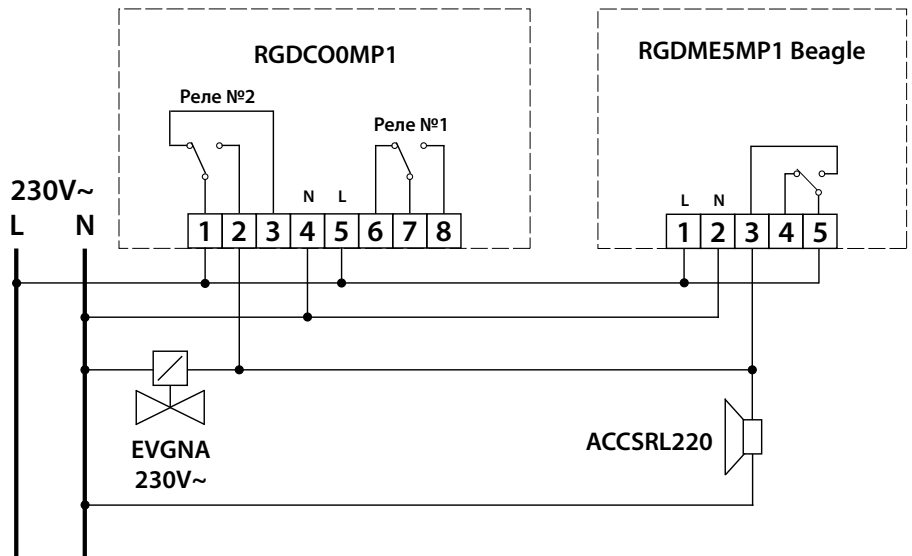 RGDCO0MP1
RGDME5MP1 Beagle
Реле №2
Реле №1
230V~
L N
N L
1 2 3 4 5 6 7 8
L N
1 2 3 4 5
EVGNA
230V~
ACCSRL220